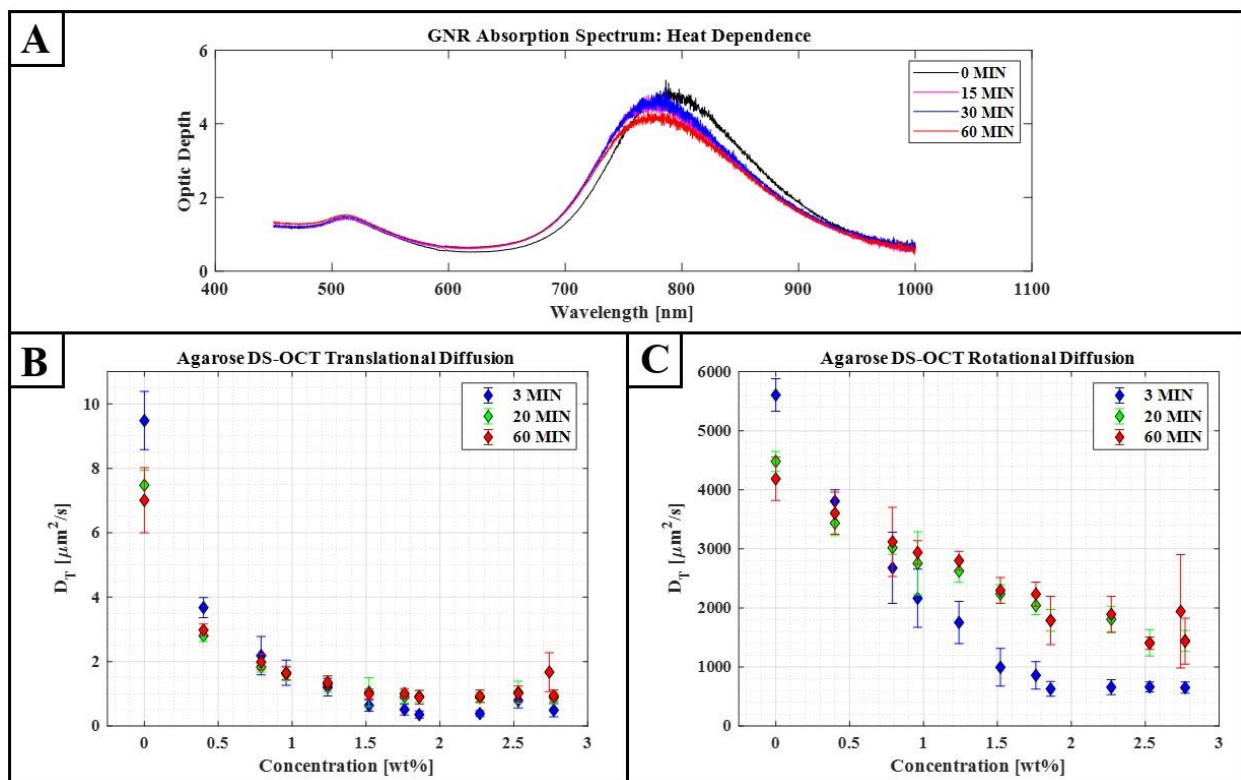 A
GNR Absorption Spectrum: Heat Dependence
0 MIN
15 MIN
30 MIN
60 MIN
6
4
2
0
Optic Depth
400 500 600 700 800 900 1000 1100
Wavelength [nm]
B
Agarose DS-OCT Translational Diffusion
3 MIN
20 MIN
60 MIN
10
8
6
4
2
0
D_T [μm²/s]
0 0.5 1 1.5 2 2.5 3
Concentration [wt%]
C
Agarose DS-OCT Rotational Diffusion
3 MIN
20 MIN
60 MIN
6000
5000
4000
3000
2000
1000
0
D_T [μm²/s]
0 0.5 1 1.5 2 2.5 3
Concentration [wt%]